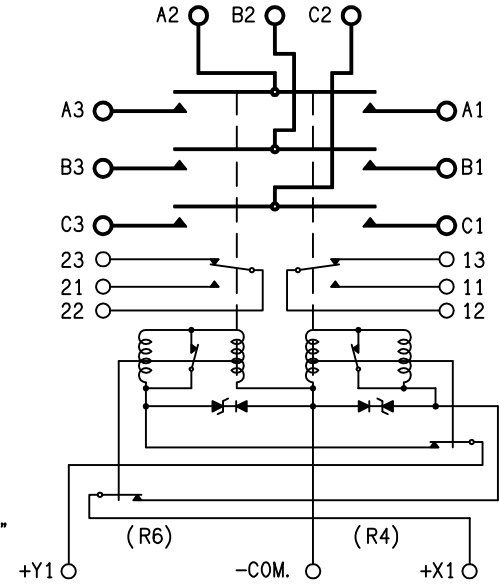 A2 B2 C2
A3 A1
B3 B1
C3 C1
23 13
21 11
22 12
"
(R6) (R4)
+Y1 -COM. +X1